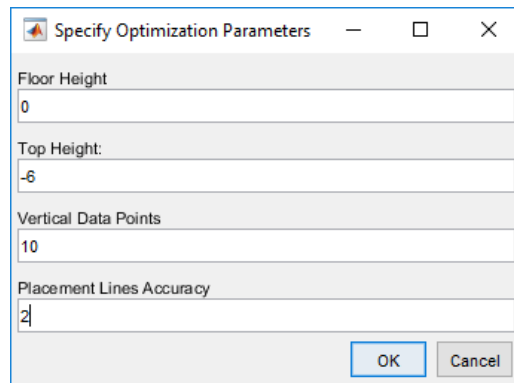 Specify Optimization Parameters
Floor Height
0
Top Height:
-6
Vertical Data Points
10
Placement Lines Accuracy
2
OK Cancel